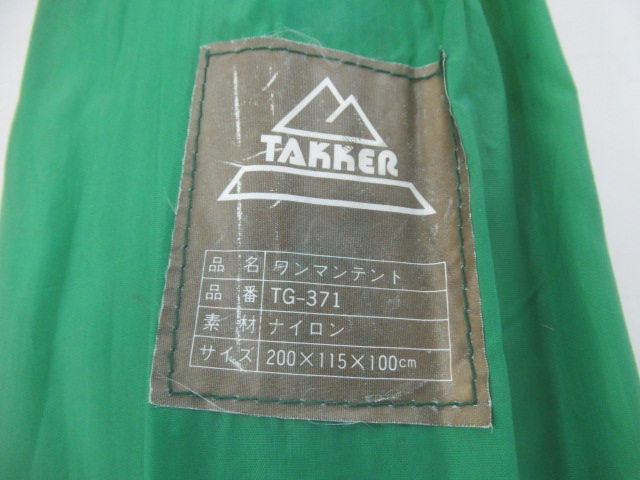 TAKKER
品名 ワンマンテント
品番 TG-371
素材 ナイロン
サイズ 200×115×100cm